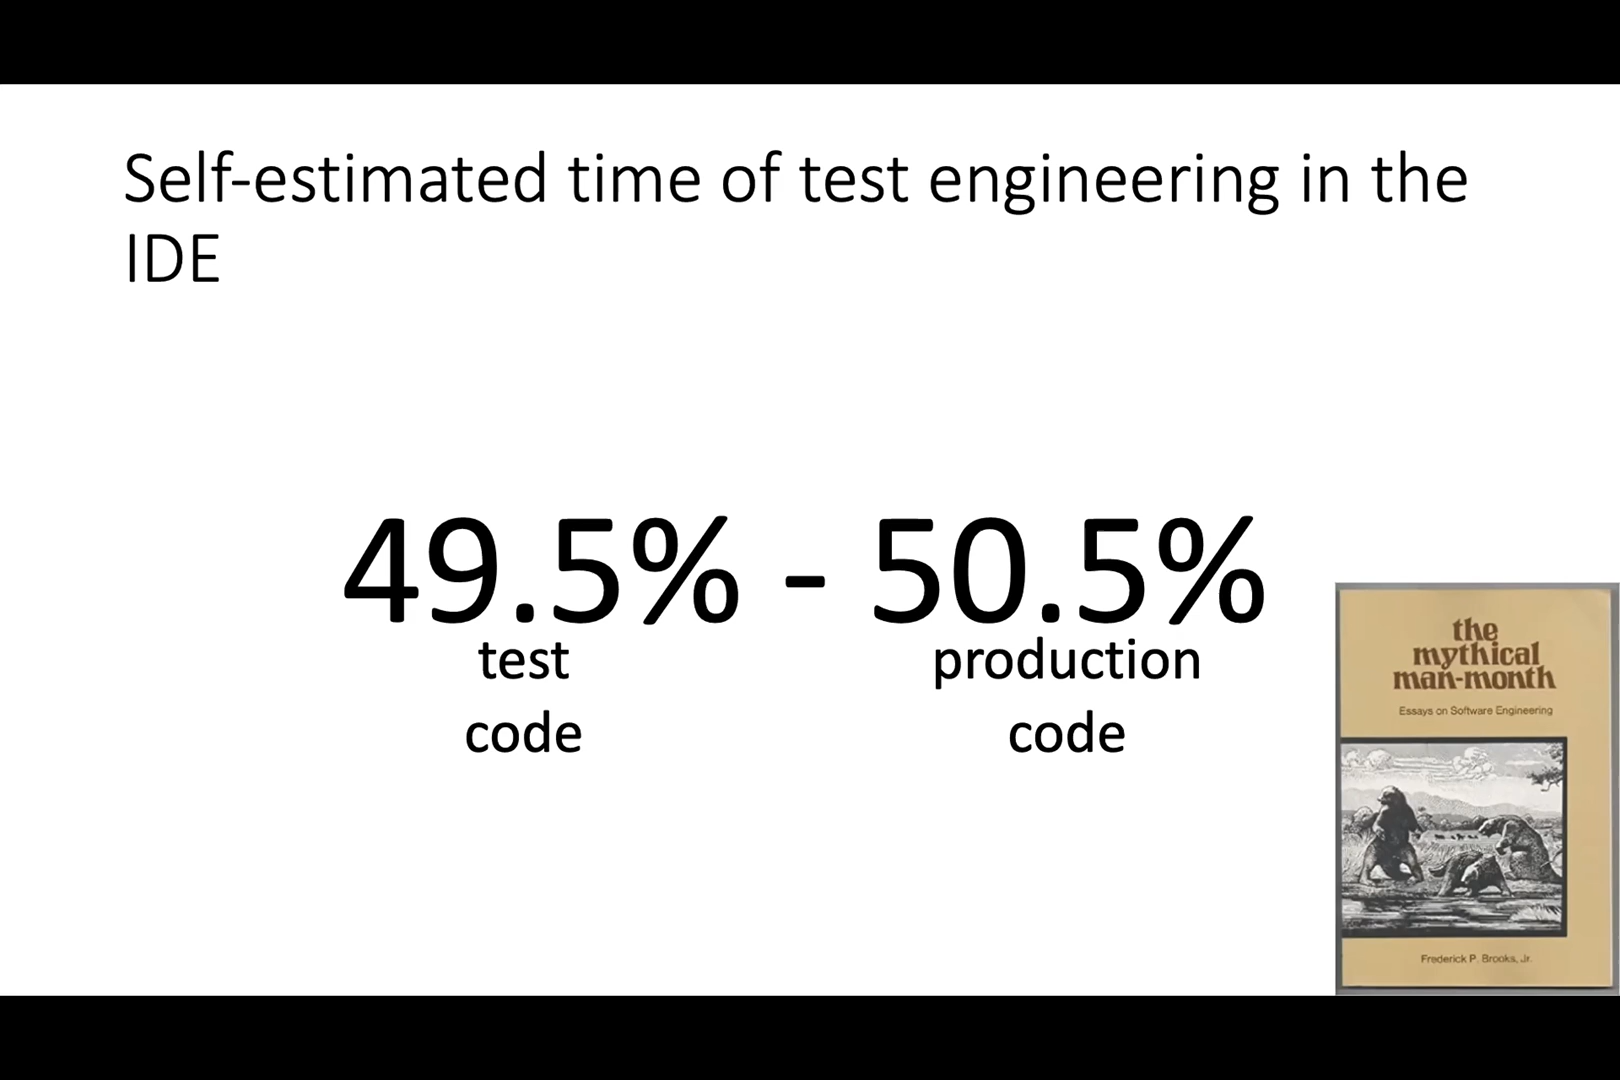 Self-estimated time of test engineering in the
IDE
49.5% - 50.5%
test production
code code
the
mythical
man-month
Essays on Software Engineering
Frederick P. Brooks, Jr.